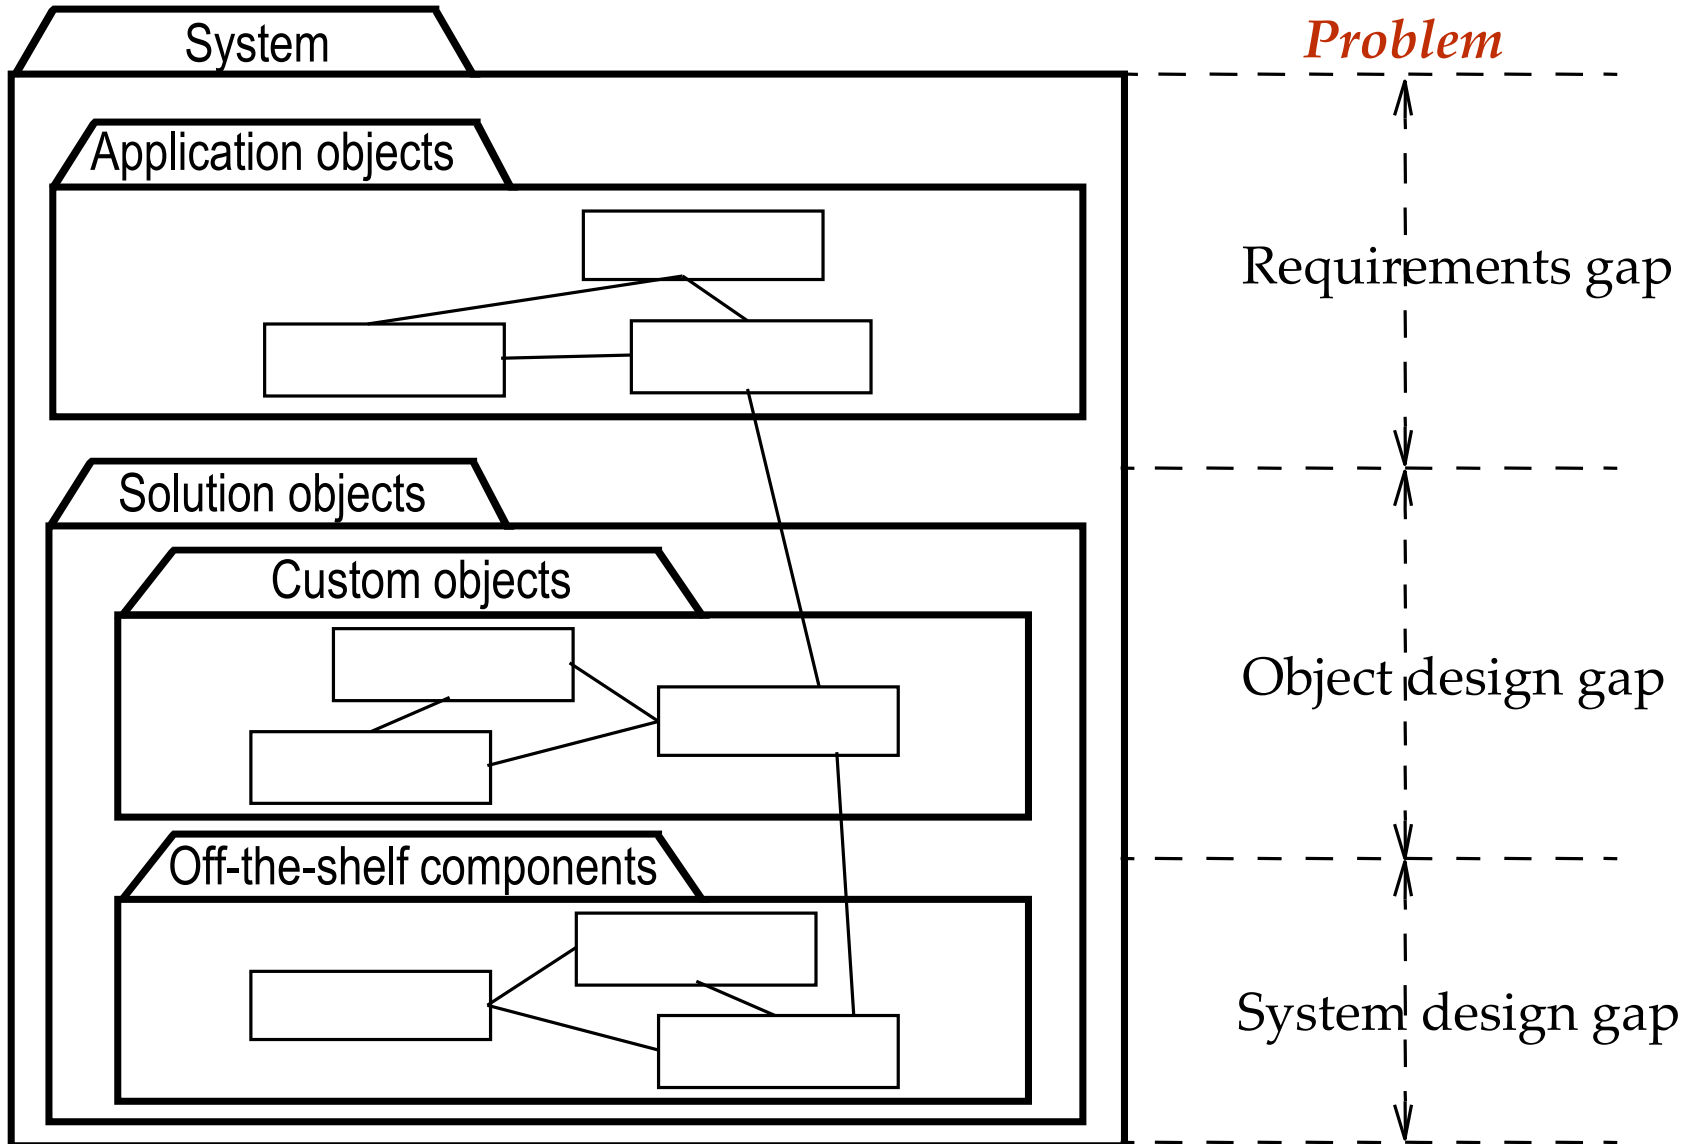 System
Problem
Application objects
Requirements gap
Solution objects
Custom objects
Object design gap
Off-the-shelf components
System design gap